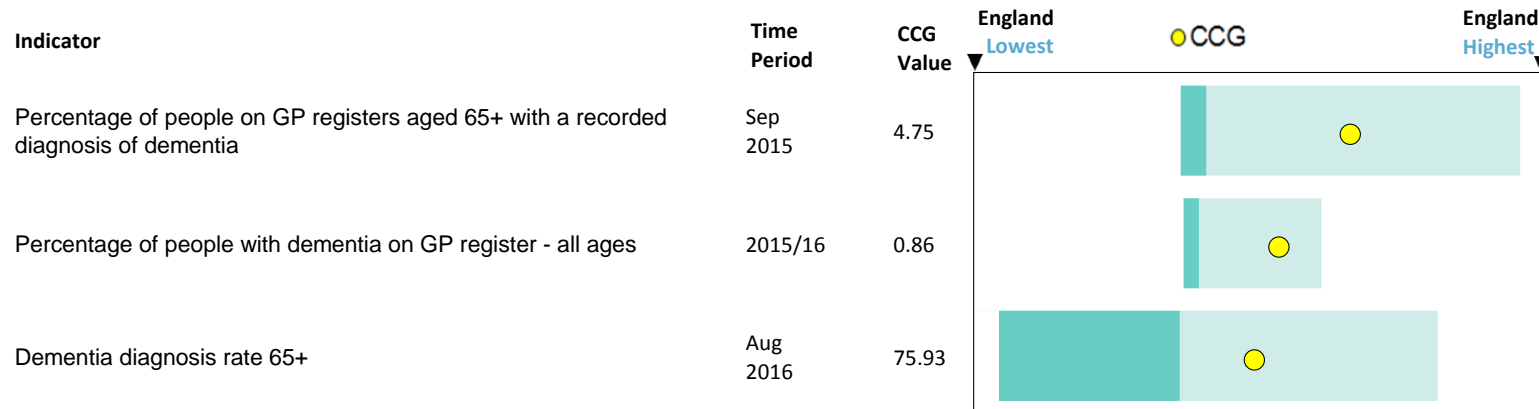 Indicator
Time
Period
CCG
Value
England
Lowest
CCG
England
Highest
Percentage of people on GP registers aged 65+ with a recorded
diagnosis of dementia
Sep
2015
4.75
Percentage of people with dementia on GP register - all ages
2015/16
0.86
Dementia diagnosis rate 65+
Aug
2016
75.93